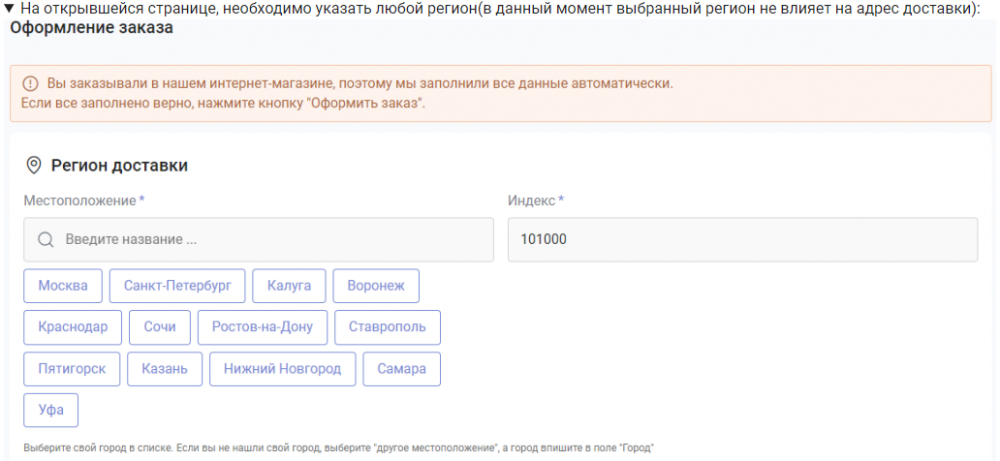 ▼ На открывшейся странице, необходимо указать любой регион(в данный момент выбранный регион не влияет на адрес доставки):
Оформление заказа
Вы заказывали в нашем интернет-магазине, поэтому мы заполнили все данные автоматически.
Если все заполнено верно, нажмите кнопку "Оформить заказ".
Регион доставки
Местоположение * Индекс *
Введите название ... 101000
Москва Санкт-Петербург Калуга Воронеж
Краснодар Сочи Ростов-на-Дону Ставрополь
Пятигорск Казань Нижний Новгород Самара
Уфа
Выберите свой город в списке. Если вы не нашли свой город, выберите "другое местоположение", а город впишите в поле "Город"